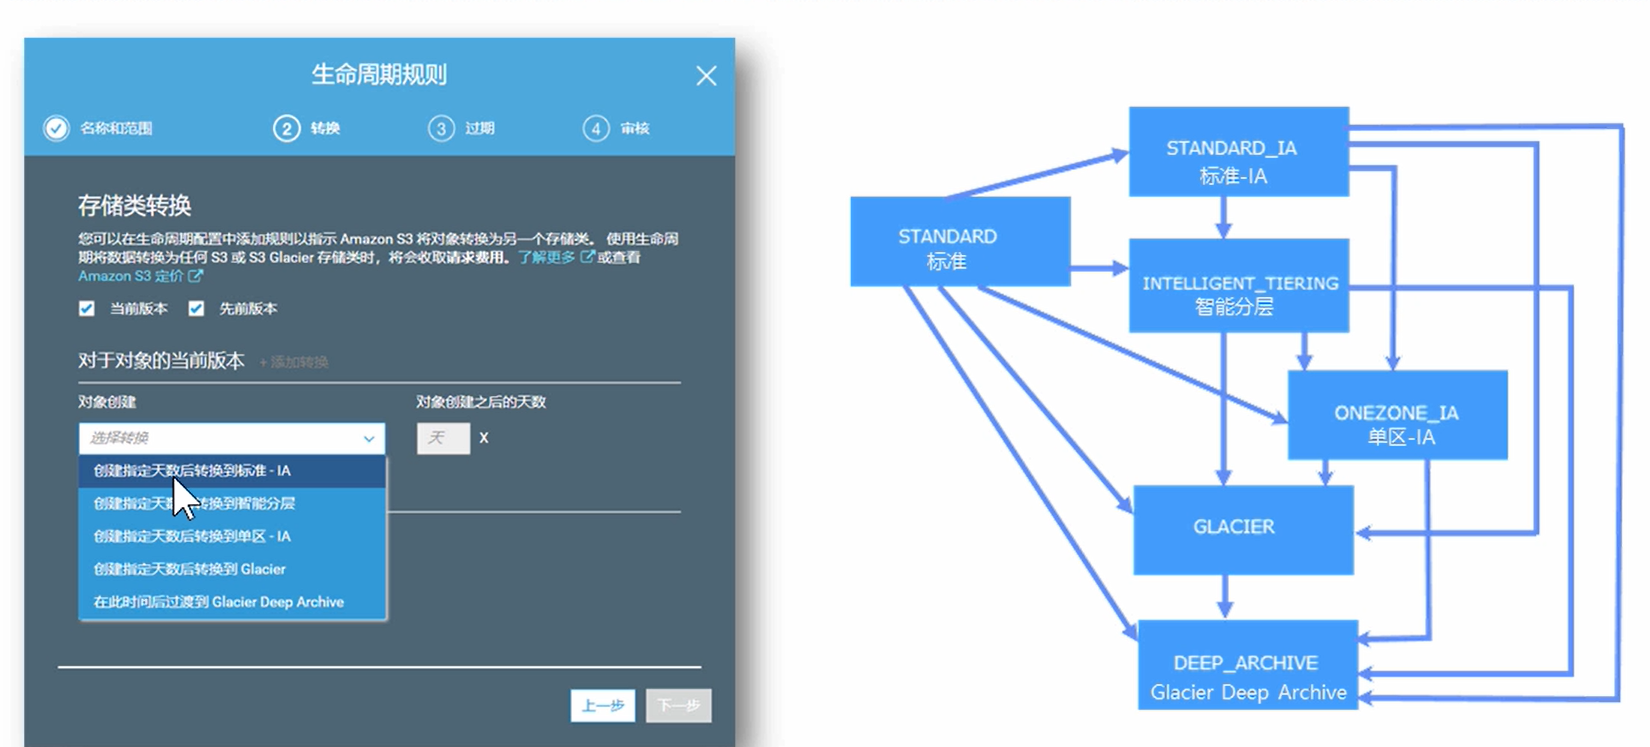 生命周期规则
名称和范围
2 转换
3 过期
4 审核
存储类转换
您可以在生命周期配置中添加规则以指示 Amazon S3 将对象转换为另一个存储类。 使用生命周
期将数据转换为任何 S3 或 S3 Glacier 存储类时，将会收取请求费用。了解更多 或查看
Amazon S3 定价
当前版本 先前版本
对于对象的当前版本 + 添加转换
对象创建 对象创建之后的天数
选择转换 天 X
创建指定天数后转换到标准 - IA
创建指定天数后转换到智能分层
创建指定天数后转换到单区 - IA
创建指定天数后转换到 Glacier
在此时间后过渡到 Glacier Deep Archive
上一步 下一步
STANDARD_IA
标准-IA
STANDARD
标准
INTELLIGENT_TIERING
智能分层
ONEZONE_IA
单区-IA
GLACIER
DEEP_ARCHIVE
Glacier Deep Archive